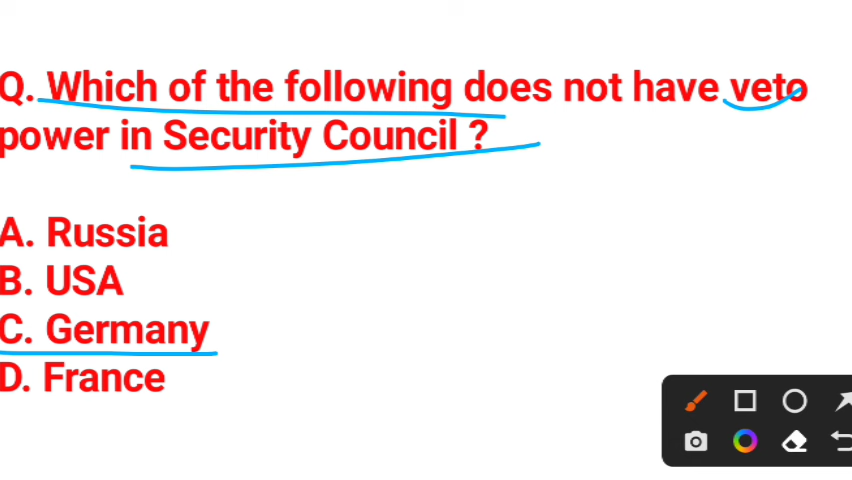 Q. Which of the following does not have veto
power in Security Council ?
A. Russia
B. USA
C. Germany
D. France